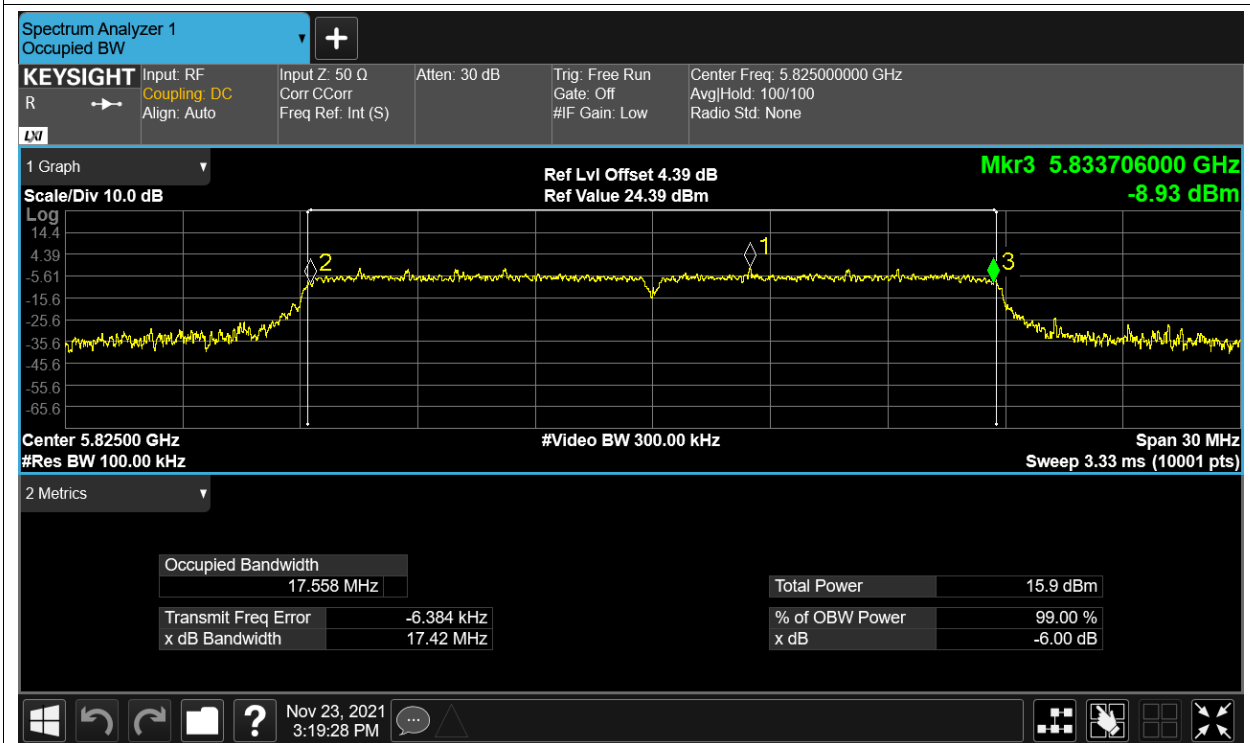 Spectrum Analyzer 1
Occupied BW
KEYSIGHT
R
LXI
Input: RF
Coupling: DC
Align: Auto
Input Z: 50 Ω
Corr CCorr
Freq Ref: Int (S)
Atten: 30 dB
Trig: Free Run
Gate: Off
#IF Gain: Low
Center Freq: 5.825000000 GHz
Avg|Hold: 100/100
Radio Std: None
1 Graph
Scale/Div 10.0 dB
Ref Lvl Offset 4.39 dB
Ref Value 24.39 dBm
Mkr3 5.833706000 GHz
-8.93 dBm
Log
14.4
4.39
-5.61
-15.6
-25.6
-35.6
-45.6
-55.6
-65.6
2
1
3
Center 5.82500 GHz
#Video BW 300.00 kHz
Span 30 MHz
#Res BW 100.00 kHz
Sweep 3.33 ms (10001 pts)
2 Metrics
Occupied Bandwidth
17.558 MHz
Transmit Freq Error -6.384 kHz
x dB Bandwidth 17.42 MHz
Total Power 15.9 dBm
% of OBW Power 99.00 %
x dB -6.00 dB
?
Nov 23, 2021
3:19:28 PM